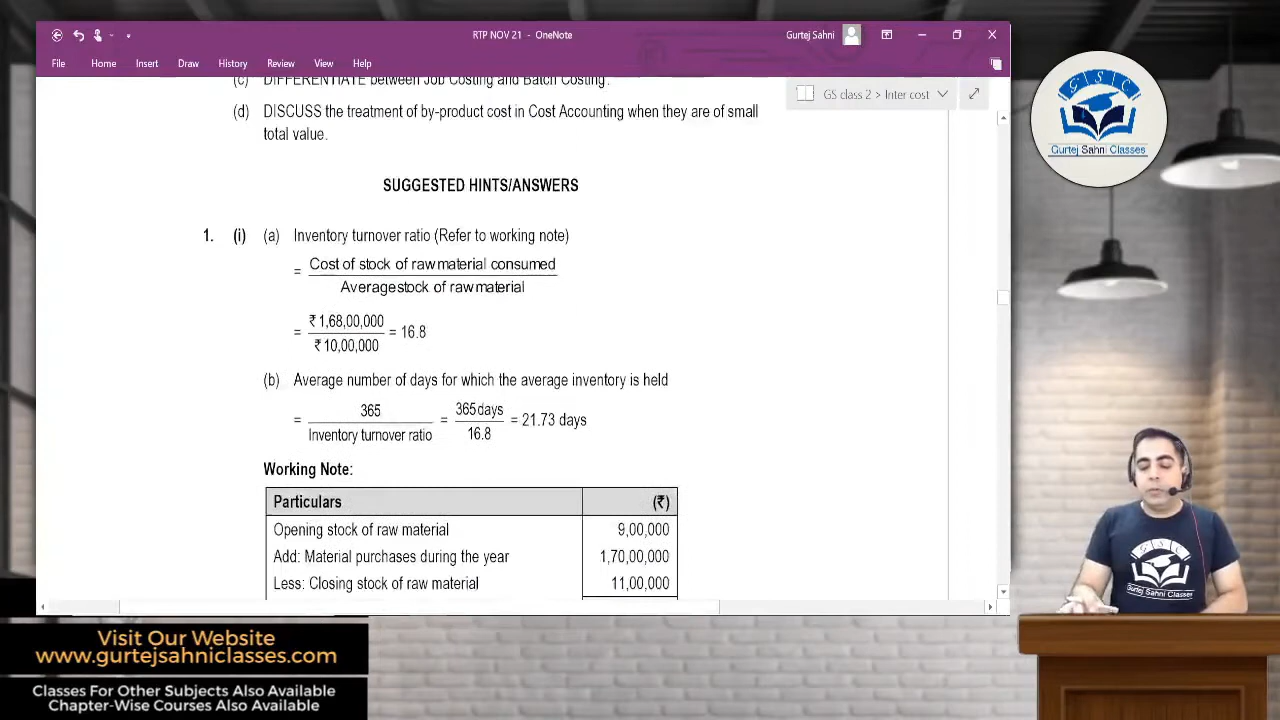 RTP NOV 21 - OneNote
Gurtej Sahni
File Home Insert Draw History Review View Help
(c) DIFFERENTIATE between Job Costing and Batch Costing.
GS class 2 > Inter cost
(d) DISCUSS the treatment of by-product cost in Cost Accounting when they are of small
total value.
SUGGESTED HINTS/ANSWERS
1. (i) (a) Inventory turnover ratio (Refer to working note)
= Cost of stock of raw material consumed
Average stock of raw material
= ₹ 1,68,00,000
₹ 10,00,000
= 16.8
(b) Average number of days for which the average inventory is held
= 365
Inventory turnover ratio
= 365 days
16.8
= 21.73 days
Working Note:
Particulars (₹)
Opening stock of raw material 9,00,000
Add: Material purchases during the year 1,70,00,000
Less: Closing stock of raw material 11,00,000
G S C
Gurtej Sahni Classes
G S C
Gurtej Sahni Classes
Visit Our Website
www.gurtejsahniclasses.com
Classes For Other Subjects Also Available
Chapter-Wise Courses Also Available